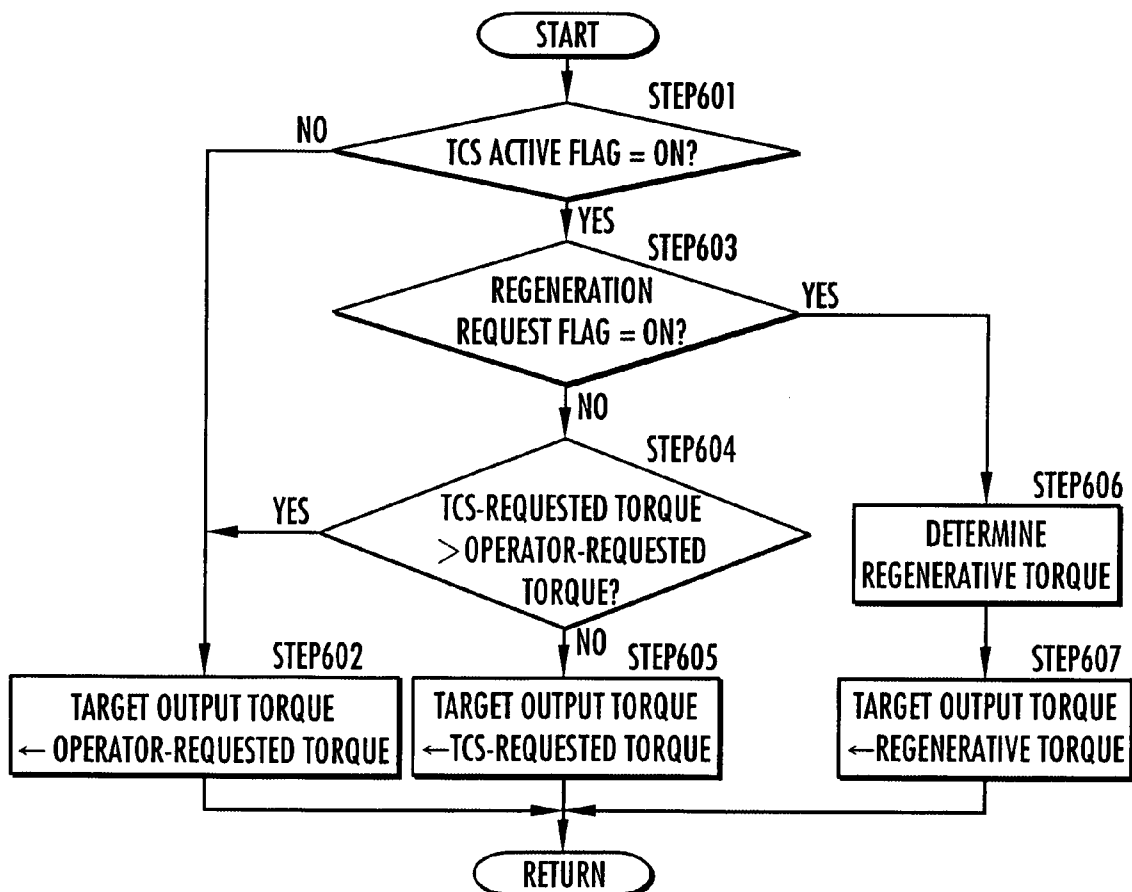 START
STEP601
NO
TCS ACTIVE FLAG = ON?
YES
STEP603
REGENERATION
REQUEST FLAG = ON?
YES
NO
STEP604
YES
TCS-REQUESTED TORQUE
>OPERATOR-REQUESTED
TORQUE?
NO
STEP606
DETERMINE
REGENERATIVE TORQUE
STEP602
TARGET OUTPUT TORQUE
← OPERATOR-REQUESTED TORQUE
STEP605
TARGET OUTPUT TORQUE
←TCS-REQUESTED TORQUE
STEP607
TARGET OUTPUT TORQUE
←REGENERATIVE TORQUE
RETURN